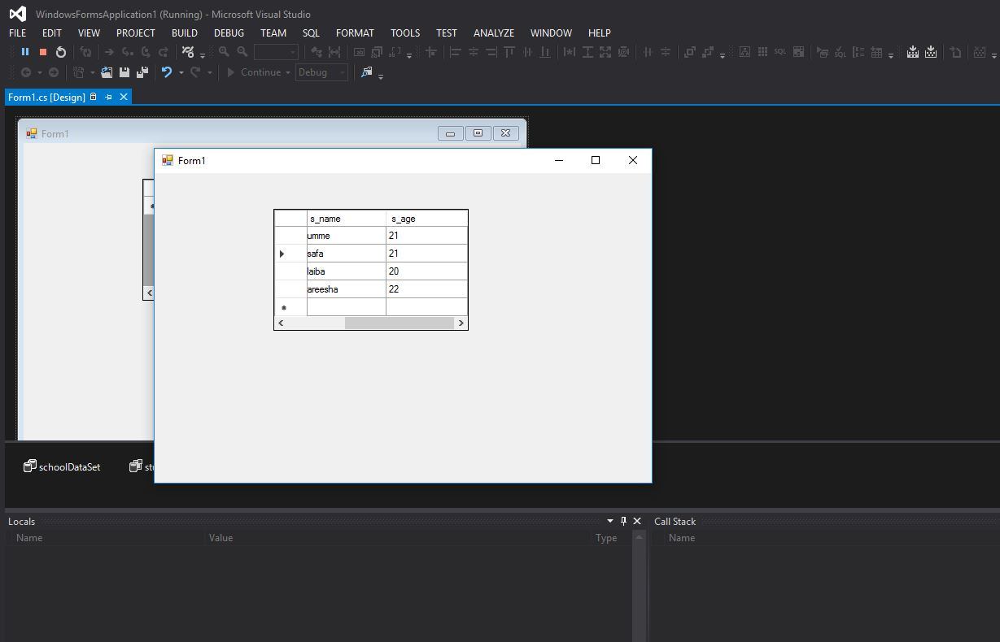 WindowsFormsApplication1 (Running) - Microsoft Visual Studio
FILE EDIT VIEW PROJECT BUILD DEBUG TEAM SQL FORMAT TOOLS TEST ANALYZE WINDOW HELP
Continue Debug
Form1.cs [Design]
Form1
Form1
s_name s_age
umme 21
safa 21
laiba 20
areesha 22
schoolDataSet
Locals
Name Value Type
Call Stack
Name